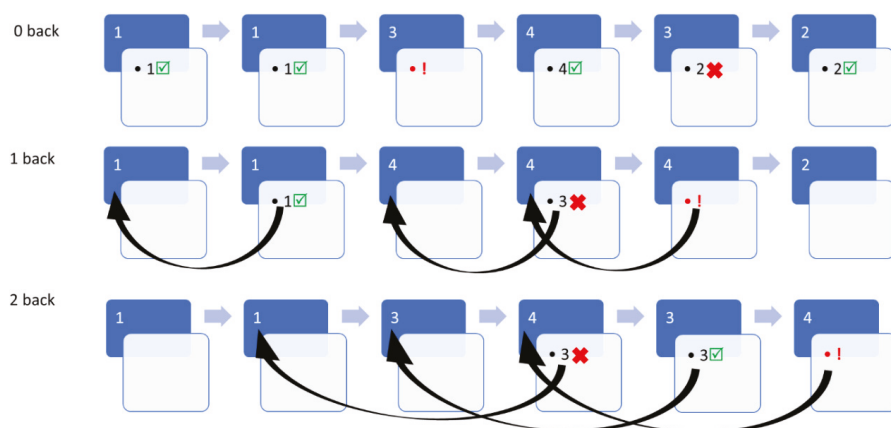 0 back
1 1 3 4 3 2
• 1☑ • 1☑ • ! • 4☑ • 2✖ • 2☑
1 back
1 1 4 4 4 2
• 1☑ • 3✖ • !
2 back
1 1 3 4 3 4
• 3✖ • 3☑ • !